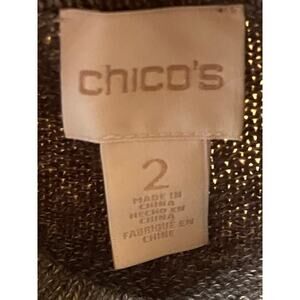 chico's
2
MADE IN
CHINA
HECHO EN
CHINA
FABRIQUE EN
CHINE